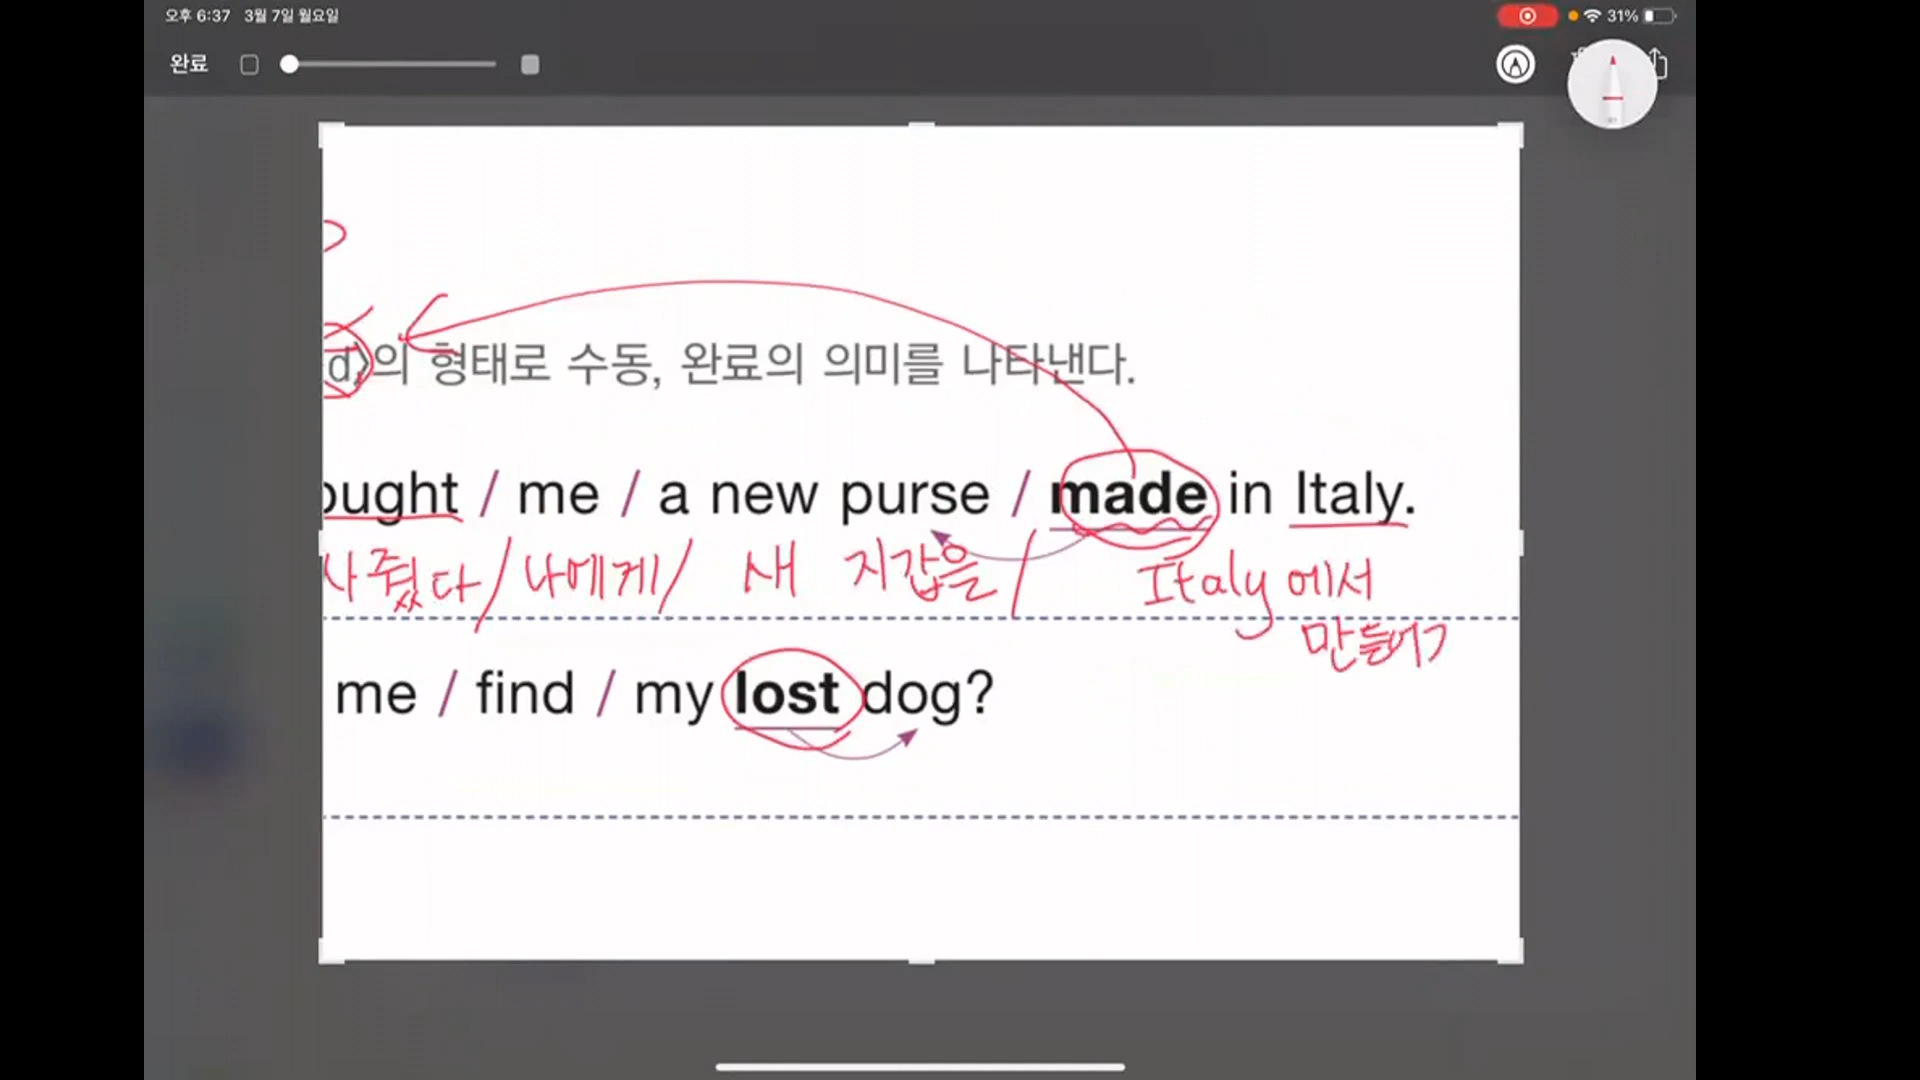 오후 6:37 3월 7일 월요일 31%
완료
d)의 형태로 수동, 완료의 의미를 나타낸다.
ought / me / a new purse / made in Italy.
사줬다 / 나에게 / 새 지갑을 / Italy에서
만들어
me / find / my lost dog?